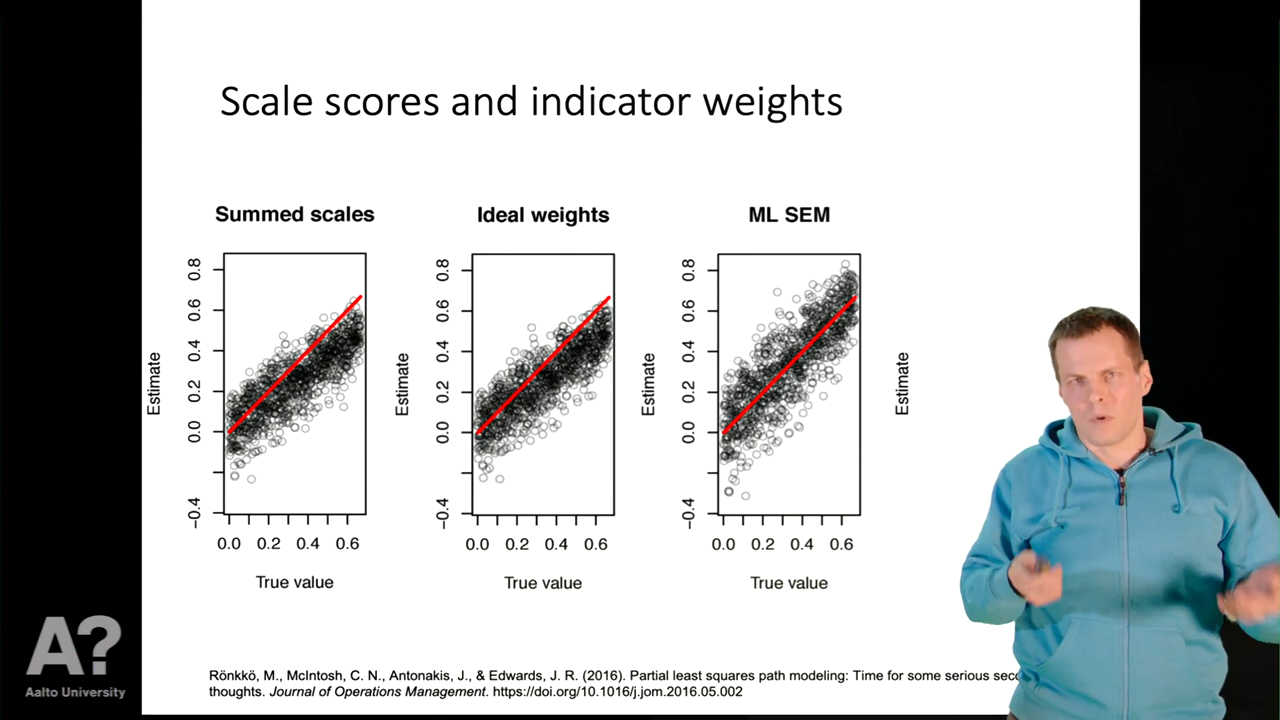 Scale scores and indicator weights
Summed scales
Ideal weights
ML SEM
Estimate
0.8
0.6
0.4
0.2
0.0
−0.4
0.0 0.2 0.4 0.6
True value
Estimate
0.8
0.6
0.4
0.2
0.0
−0.4
0.0 0.2 0.4 0.6
True value
Estimate
0.8
0.6
0.4
0.2
0.0
−0.4
0.0 0.2 0.4 0.6
True value
Estimate
A?
Aalto University
Rönkkö, M., McIntosh, C. N., Antonakis, J., & Edwards, J. R. (2016). Partial least squares path modeling: Time for some serious
thoughts. Journal of Operations Management. https://doi.org/10.1016/j.jom.2016.05.002